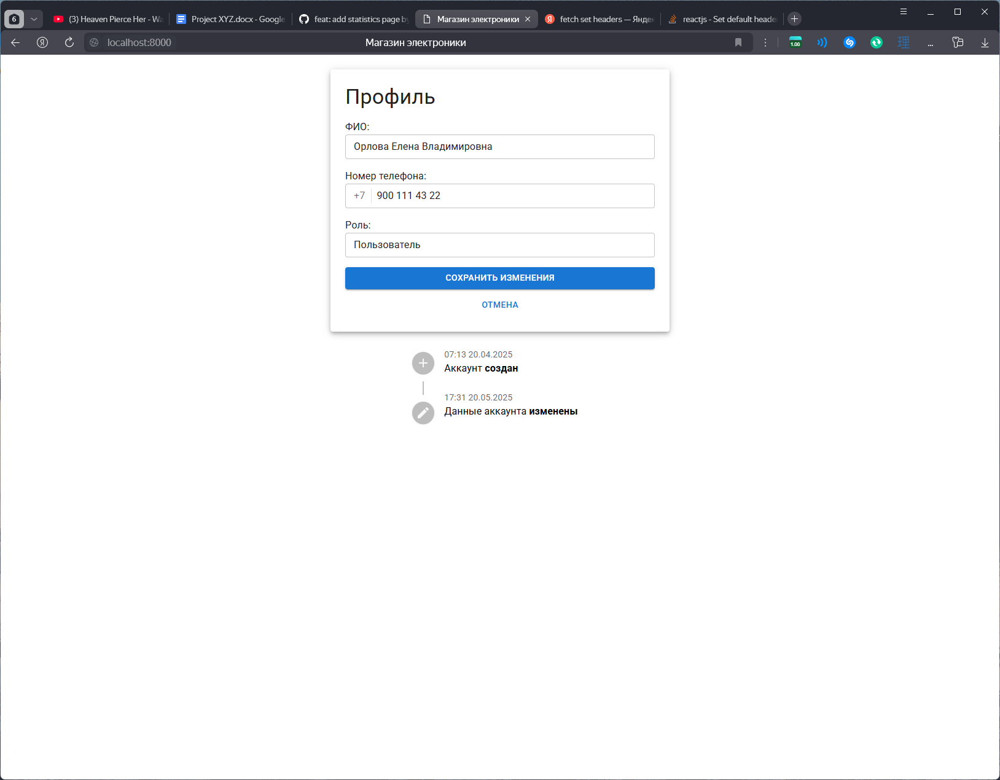 6
(3) Heaven Pierce Her - Wa
Project XYZ.docx - Google
feat: add statistics page by
Магазин электроники
fetch set headers — Яндек
reactjs - Set default heade
localhost:8000
Магазин электроники
1.00
Профиль
ФИО:
Орлова Елена Владимировна
Номер телефона:
+7 900 111 43 22
Роль:
Пользователь
СОХРАНИТЬ ИЗМЕНЕНИЯ
ОТМЕНА
07:13 20.04.2025
Аккаунт создан
17:31 20.05.2025
Данные аккаунта изменены